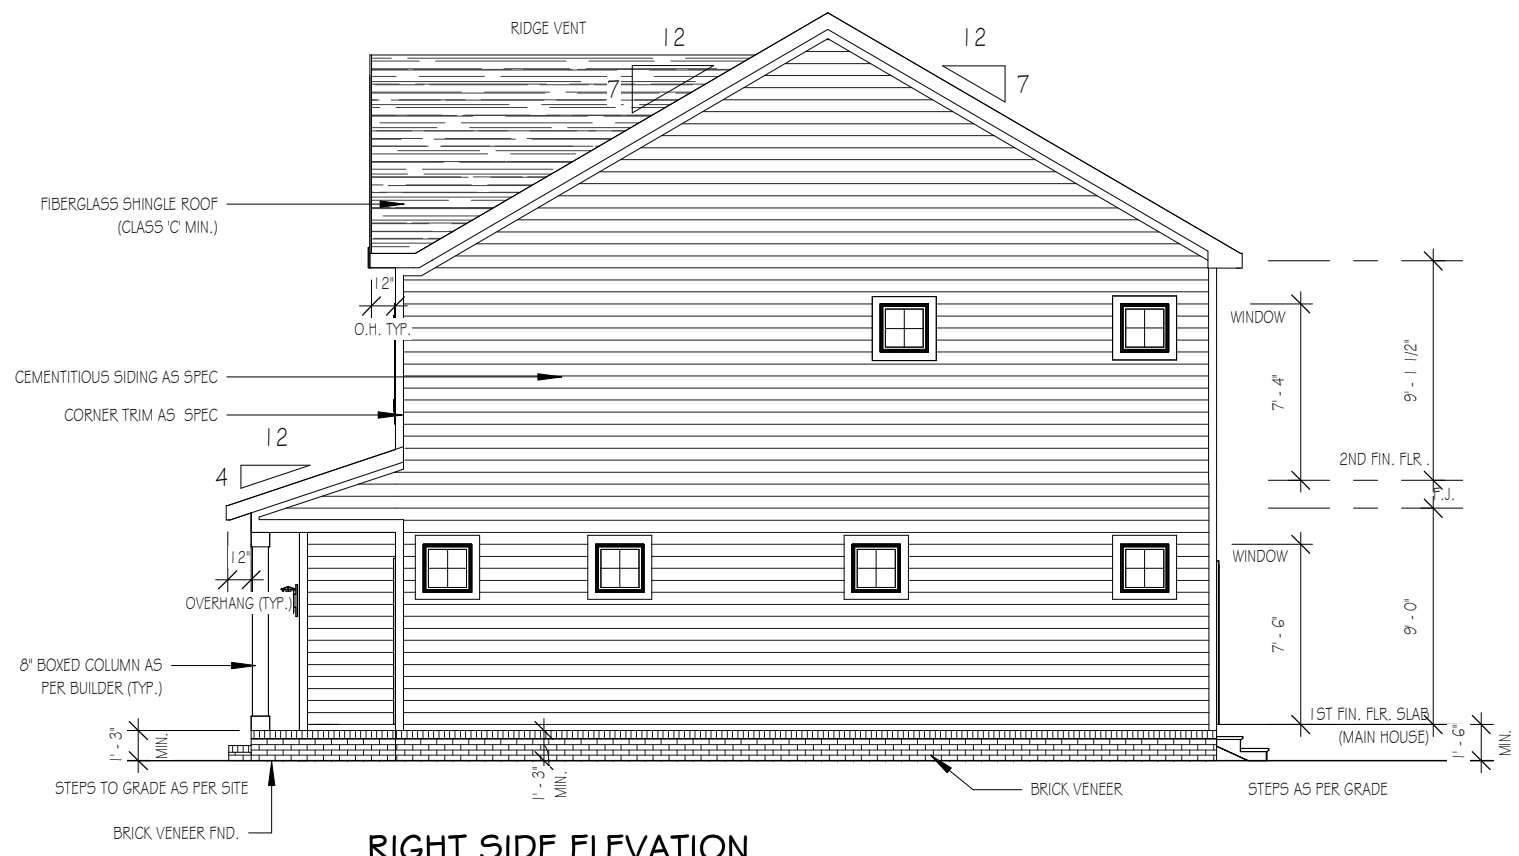 RIDGE VENT
12
7
12
7
FIBERGLASS SHINGLE ROOF
(CLASS 'C' MIN.)
12"
O.H. TYP.
WINDOW
7' - 4"
9' - 1 1/2"
CEMENTITIOUS SIDING AS SPEC
CORNER TRIM AS SPEC
12
4
2ND FIN. FLR.
F.J.
12"
OVERHANG (TYP.)
WINDOW
7' - 6"
9' - 0"
8" BOXED COLUMN AS
PER BUILDER (TYP.)
1ST FIN. FLR. SLAB
(MAIN HOUSE)
1' - 3"
MIN.
1' - 3"
MIN.
1' - 6"
MIN.
STEPS TO GRADE AS PER SITE
BRICK VENEER
STEPS AS PER GRADE
BRICK VENEER FND.
RIGHT SIDE ELEVATION